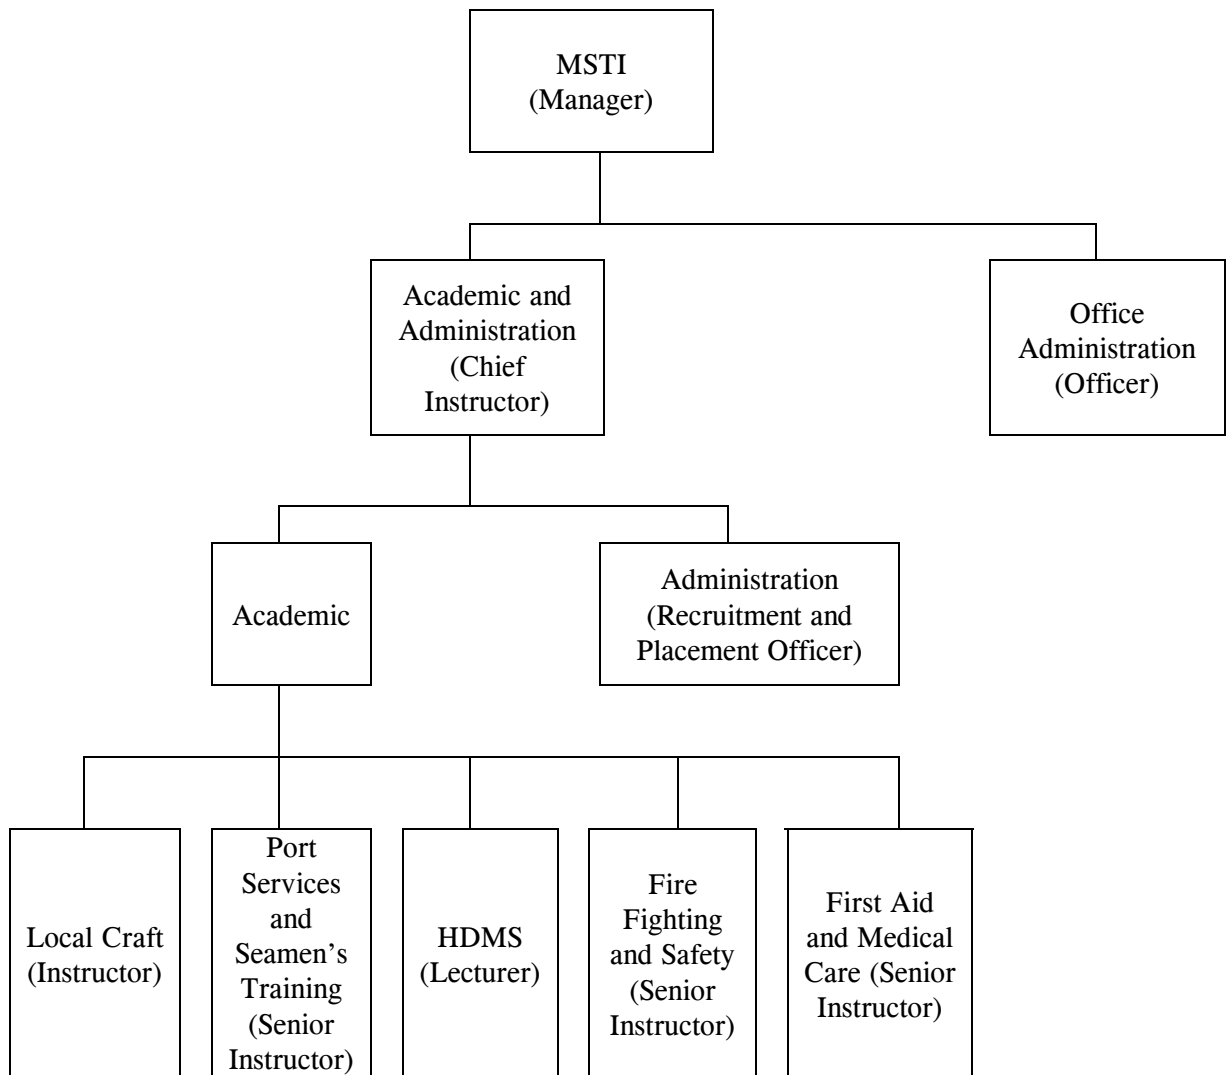 MSTI
(Manager)
Academic and
Administration
(Chief
Instructor)
Office
Administration
(Officer)
Academic
Administration
(Recruitment and
Placement Officer)
Local Craft
(Instructor)
Port
Services
and
Seamen's
Training
(Senior
Instructor)
HDMS
(Lecturer)
Fire
Fighting
and Safety
(Senior
Instructor)
First Aid
and Medical
Care (Senior
Instructor)